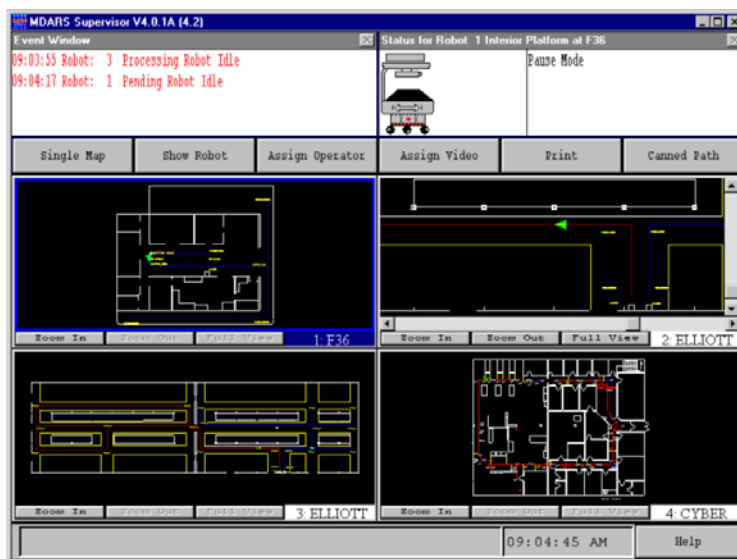 MDARS Supervisor V4.0.1A (4.2)
Event Window
Status for Robot 1 Interior Platform at F36
09:03:55 Robot: 3 Processing Robot Idle
09:04:17 Robot: 1 Pending Robot Idle
Pause Mode
Single Map
Show Robot
Assign Operator
Assign Video
Print
Canned Path
Zoom In
Zoom Out
Full View
1: F36
Zoom In
Zoom Out
Full View
2: ELLIOTT
Zoom In
Zoom Out
Full View
3: ELLIOTT
Zoom In
Zoom Out
Full View
4: CYBER
09:04:45 AM
Help